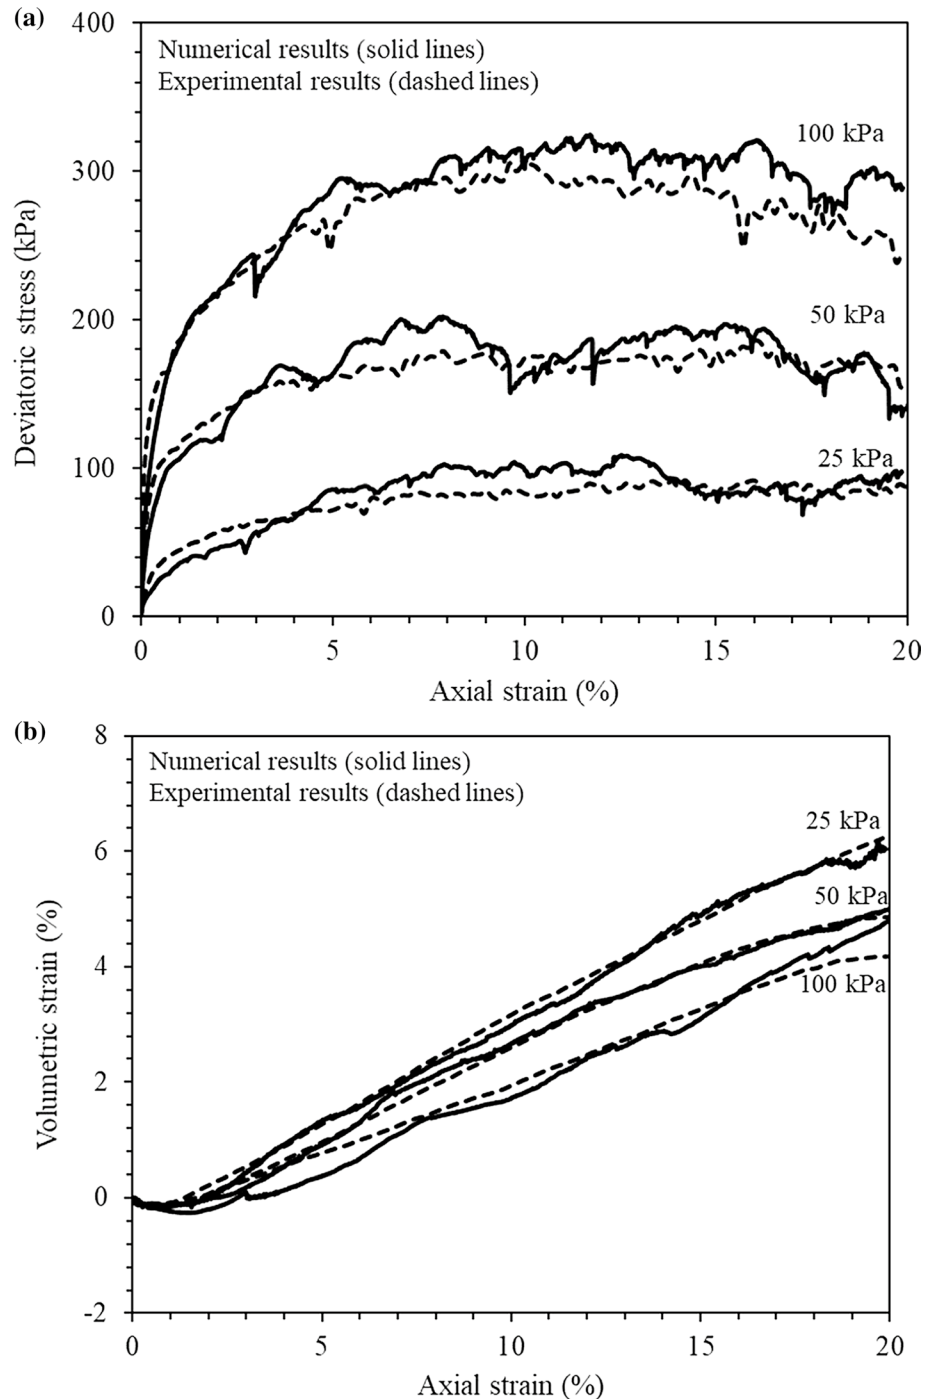 (a)
400
Numerical results (solid lines)
Experimental results (dashed lines)
100 kPa
300
Deviatoric stress (kPa)
200
50 kPa
100
25 kPa
0
0 5 10 15 20
Axial strain (%)
(b)
8
Numerical results (solid lines)
Experimental results (dashed lines)
25 kPa
6
50 kPa
Volumetric strain (%)
4
100 kPa
2
0
-2
0 5 10 15 20
Axial strain (%)